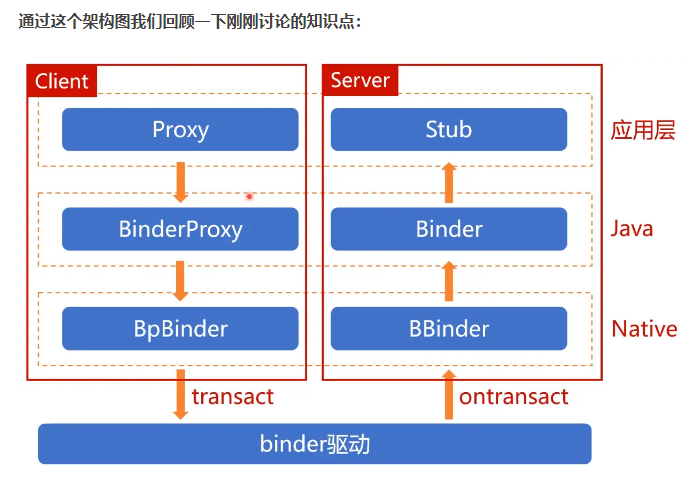 通过这个架构图我们回顾一下刚刚讨论的知识点：
Client
Server
Proxy
Stub
应用层
BinderProxy
Binder
Java
BpBinder
BBinder
Native
transact
ontransact
binder驱动